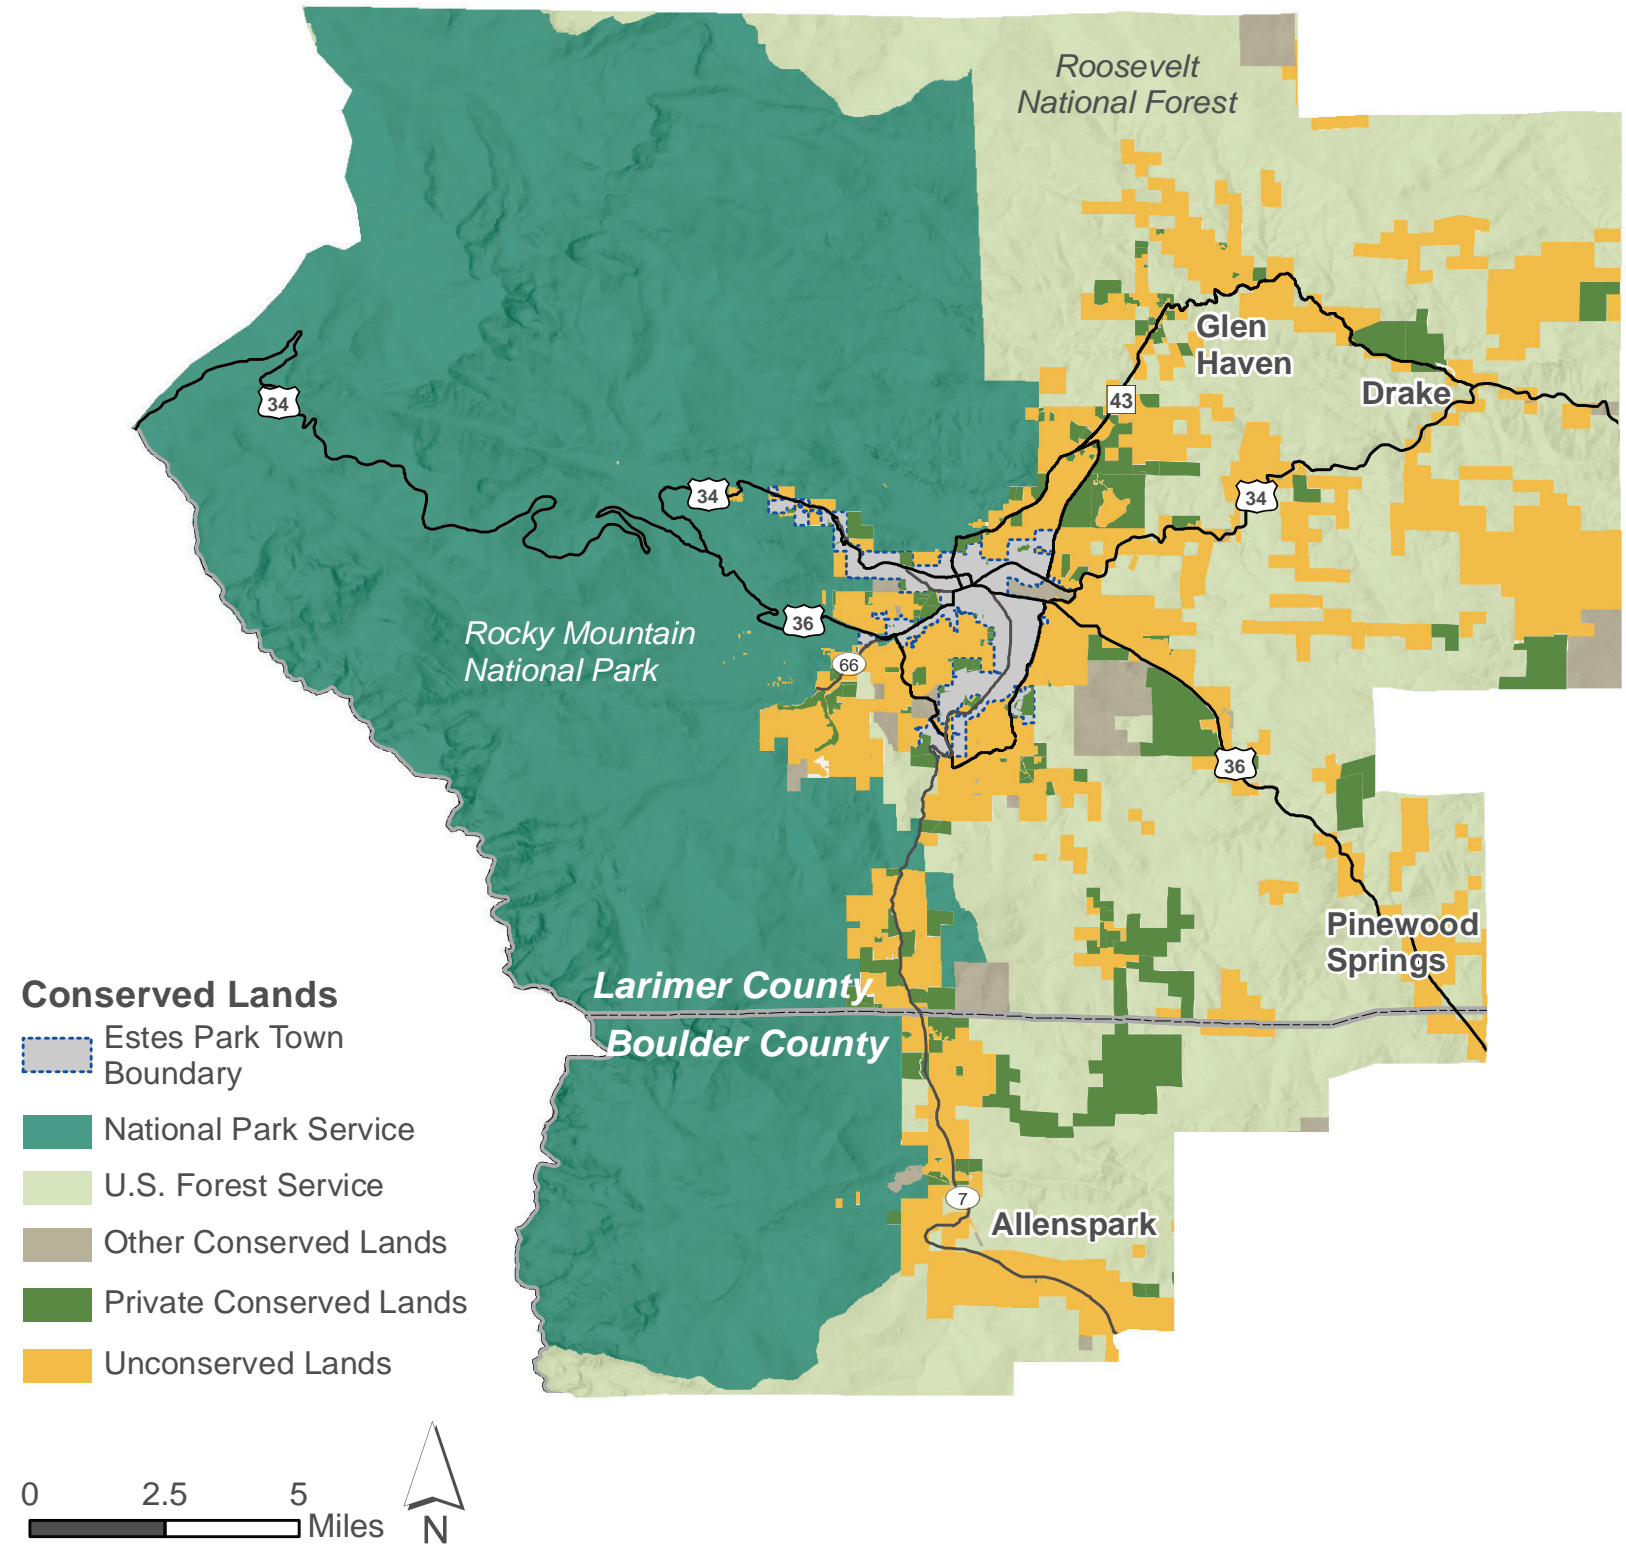 Roosevelt
National Forest
Glen
Haven
34
43
Drake
34
34
36
Rocky Mountain
National Park
66
36
Pinewood
Springs
Larimer County
Boulder County
7
Allenspark
Conserved Lands
Estes Park Town
Boundary
National Park Service
U.S. Forest Service
Other Conserved Lands
Private Conserved Lands
Unconserved Lands
0 2.5 5
Miles
N